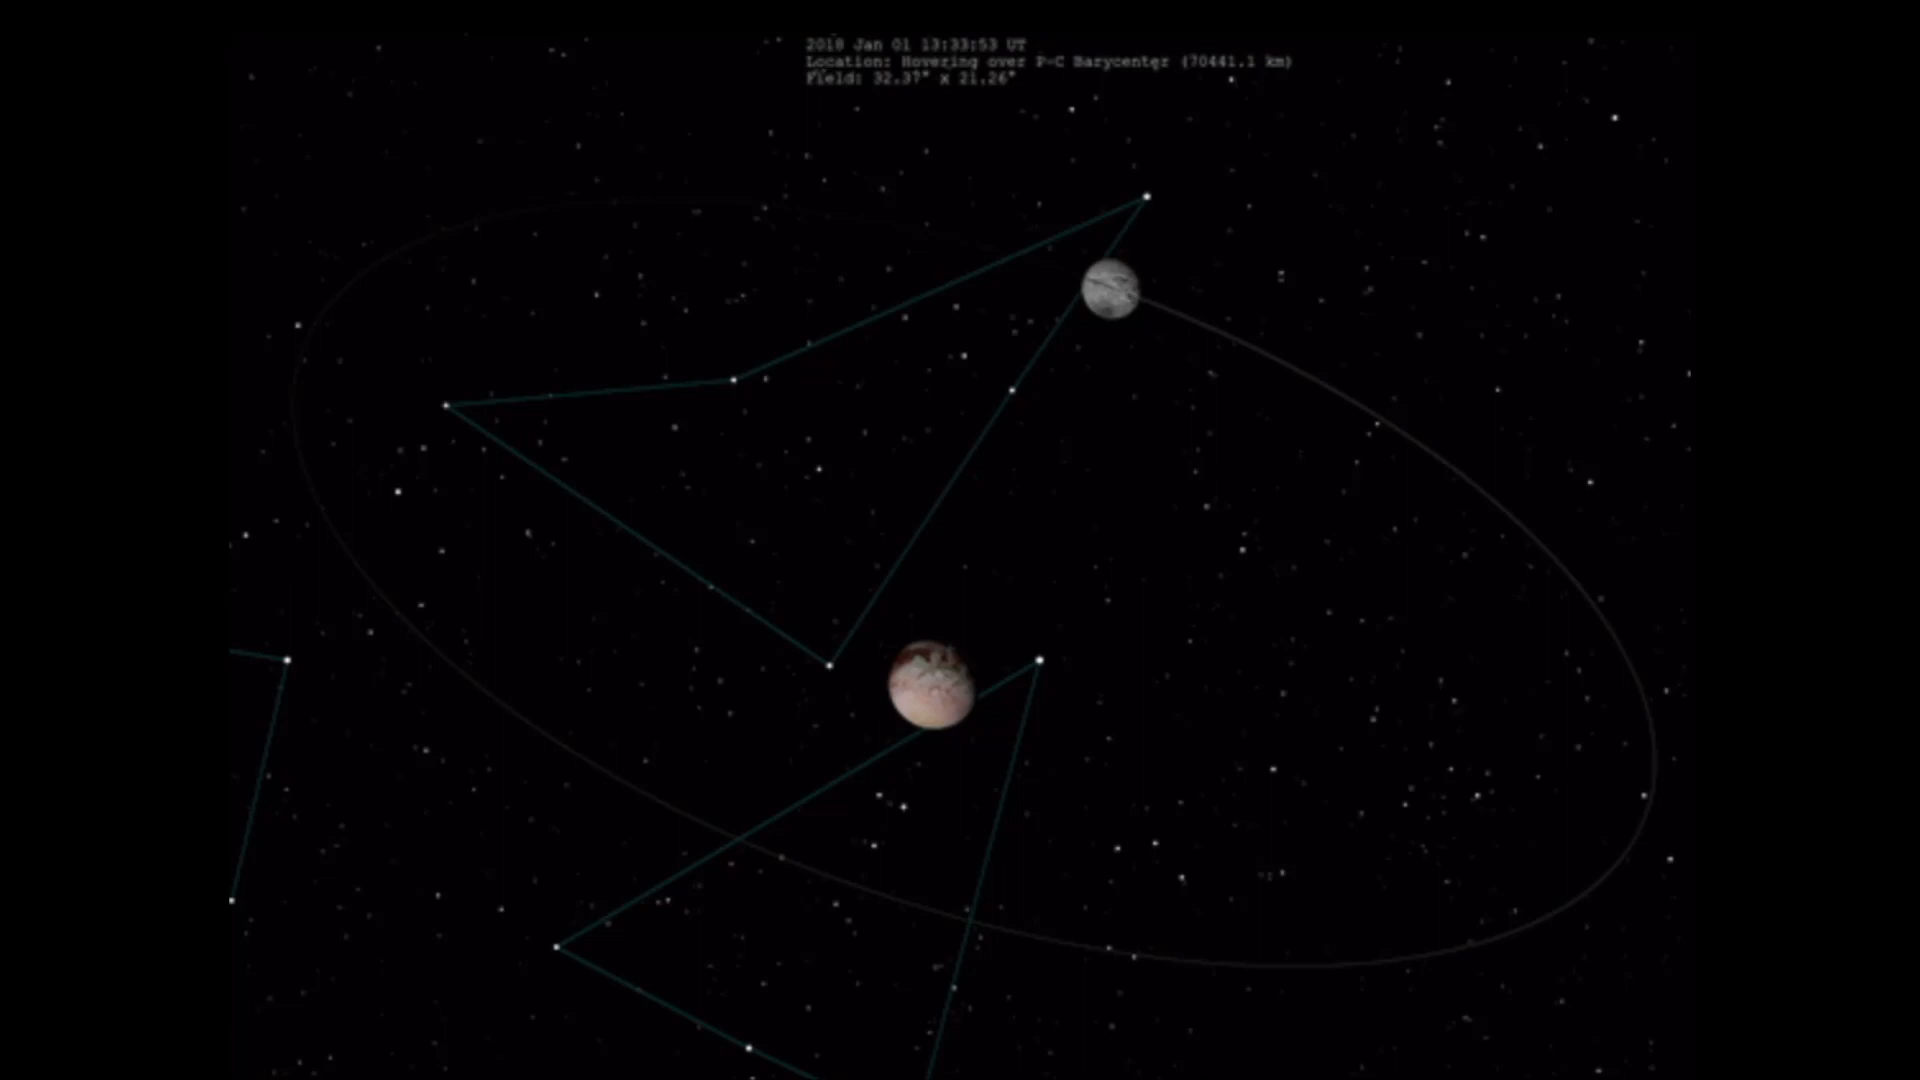 2018 Jan 01 13:33:53 UT
Location: Hovering over P-C Barycenter (70441.1 km)
Field: 32.37° x 21.26°